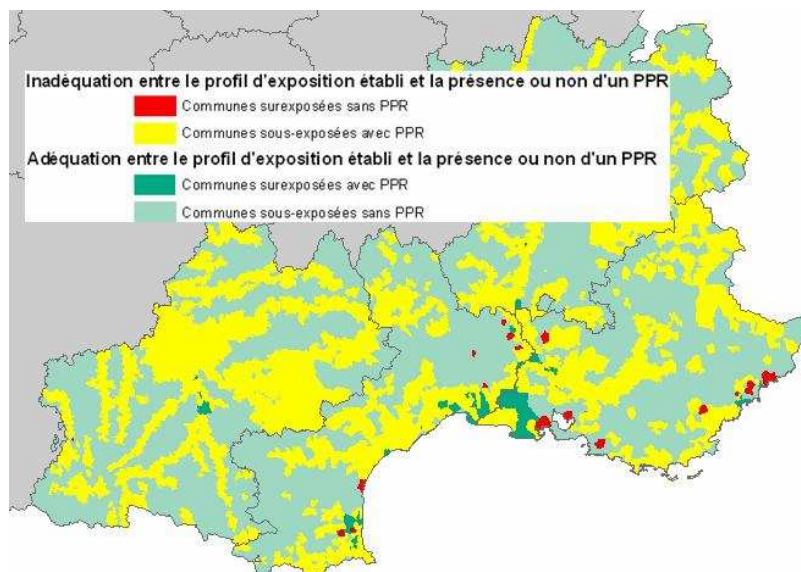 Inadéquation entre le profil d'exposition établi et la présence ou non d'un PPR
Communes surexposées sans PPR
Communes sous-exposées avec PPR
Adéquation entre le profil d'exposition établi et la présence ou non d'un PPR
Communes surexposées avec PPR
Communes sous-exposées sans PPR